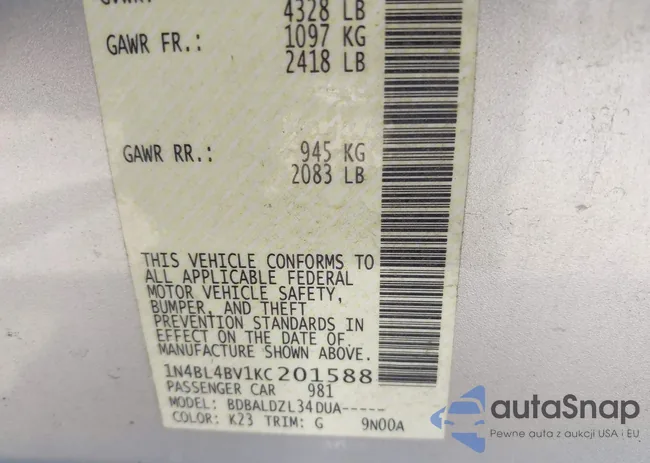 4328 LB
GAWR FR.: 1097 KG
2418 LB
GAWR RR.: 945 KG
2083 LB
THIS VEHICLE CONFORMS TO
ALL APPLICABLE FEDERAL
MOTOR VEHICLE SAFETY,
BUMPER, AND THEFT
PREVENTION STANDARDS IN
EFFECT ON THE DATE OF
MANUFACTURE SHOWN ABOVE.
1N4BL4BV1KC201588
PASSENGER CAR 981
MODEL: BDBALDZL34DUA-----
COLOR: K23 TRIM: G 9N00A
autoSnap
Pewne auta z aukcji USA i EU